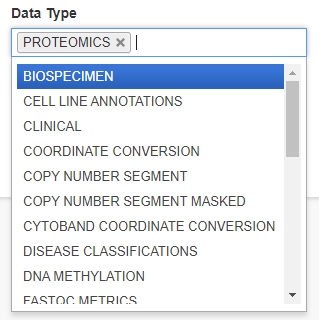 Data Type
PROTEOMICS ×
BIOSPECIMEN
CELL LINE ANNOTATIONS
CLINICAL
COORDINATE CONVERSION
COPY NUMBER SEGMENT
COPY NUMBER SEGMENT MASKED
CYTOBAND COORDINATE CONVERSION
DISEASE CLASSIFICATIONS
DNA METHYLATION
FASTQC METRICS